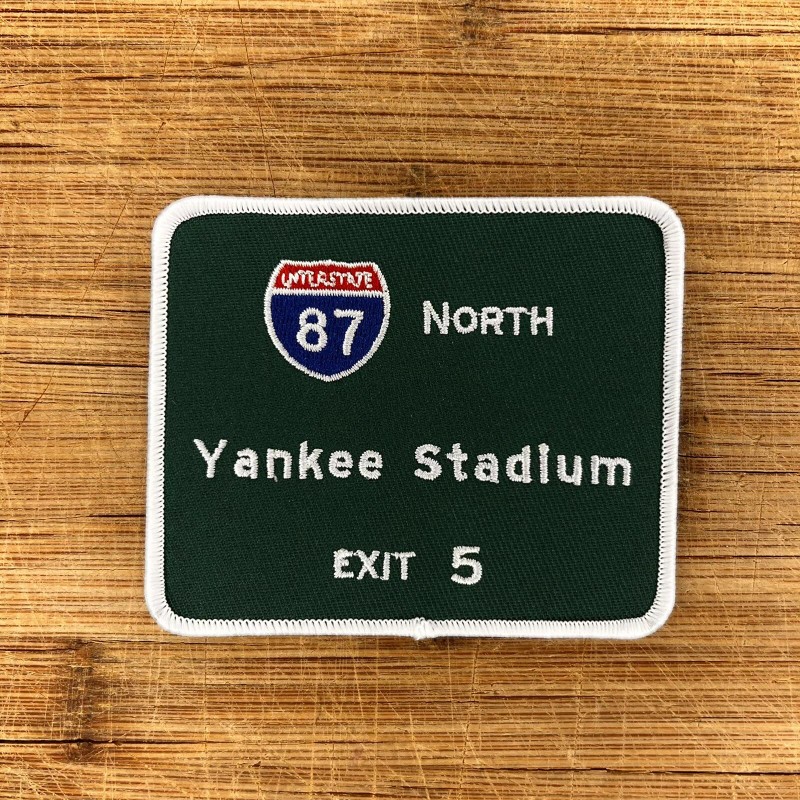 INTERSTATE
87 NORTH
Yankee Stadium
EXIT 5